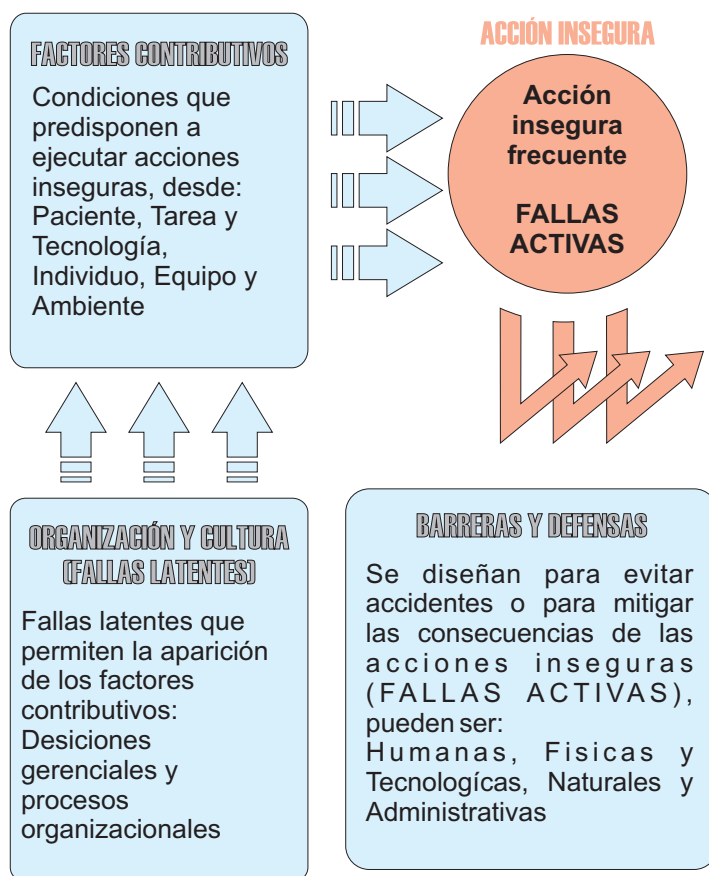 FACTORES CONTRIBUTIVOS
Condiciones que
predisponen a
ejecutar acciones
inseguras, desde:
Paciente, Tarea y
Tecnología,
Individuo, Equipo y
Ambiente
ACCIÓN INSEGURA
Acción
insegura
frecuente
FALLAS
ACTIVAS
ORGANIZACIÓN Y CULTURA
(FALLAS LATENTES)
Fallas latentes que
permiten la aparición
de los factores
contributivos:
Desiciones
gerenciales y
procesos
organizacionales
BARRERAS Y DEFENSAS
Se diseñan para evitar
accidentes o para mitigar
las consecuencias de las
acciones inseguras
(FALLAS ACTIVAS),
pueden ser:
Humanas, Fisicas y
Tecnologícas, Naturales y
Administrativas